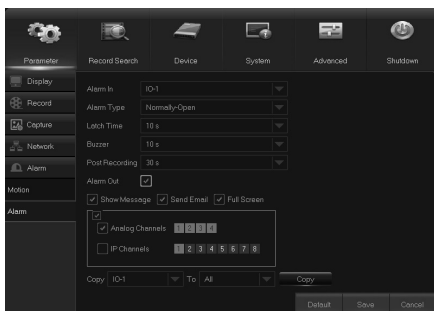 Parameter Record Search Device System Advanced Shutdown
Display
Record
Capture
Network
Alarm
Motion
Alarm
Alarm In IO-1
Alarm Type Normally-Open
Latch Time 10 s
Buzzer 10 s
Post Recording 30 s
Alarm Out
Show Message Send Email Full Screen
Analog Channels 1 2 3 4
IP Channels 1 2 3 4 5 6 7 8
Copy IO-1 To All Copy
Default Save Cancel